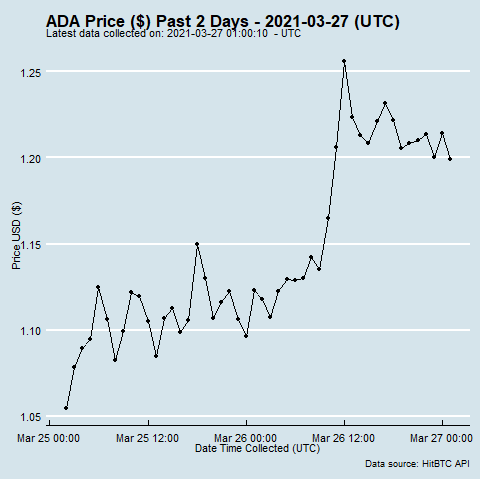 ADA Price ($) Past 2 Days - 2021-03-27 (UTC)
Latest data collected on: 2021-03-27 01:00:10 - UTC
1.25
1.20
1.15
1.10
1.05
Price USD ($)
Mar 25 00:00 Mar 25 12:00 Mar 26 00:00 Mar 26 12:00 Mar 27 00:00
Date Time Collected (UTC)
Data source: HitBTC API